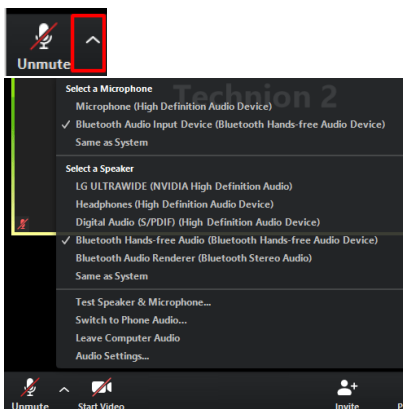 Unmute
Technion 2
Select a Microphone
Microphone (High Definition Audio Device)
✓ Bluetooth Audio Input Device (Bluetooth Hands-free Audio Device)
Same as System
Select a Speaker
LG ULTRAWIDE (NVIDIA High Definition Audio)
Headphones (High Definition Audio Device)
Digital Audio (S/PDIF) (High Definition Audio Device)
✓ Bluetooth Hands-free Audio (Bluetooth Hands-free Audio Device)
Bluetooth Audio Renderer (Bluetooth Stereo Audio)
Same as System
Test Speaker & Microphone...
Switch to Phone Audio...
Leave Computer Audio
Audio Settings...
Unmute Start Video Invite P